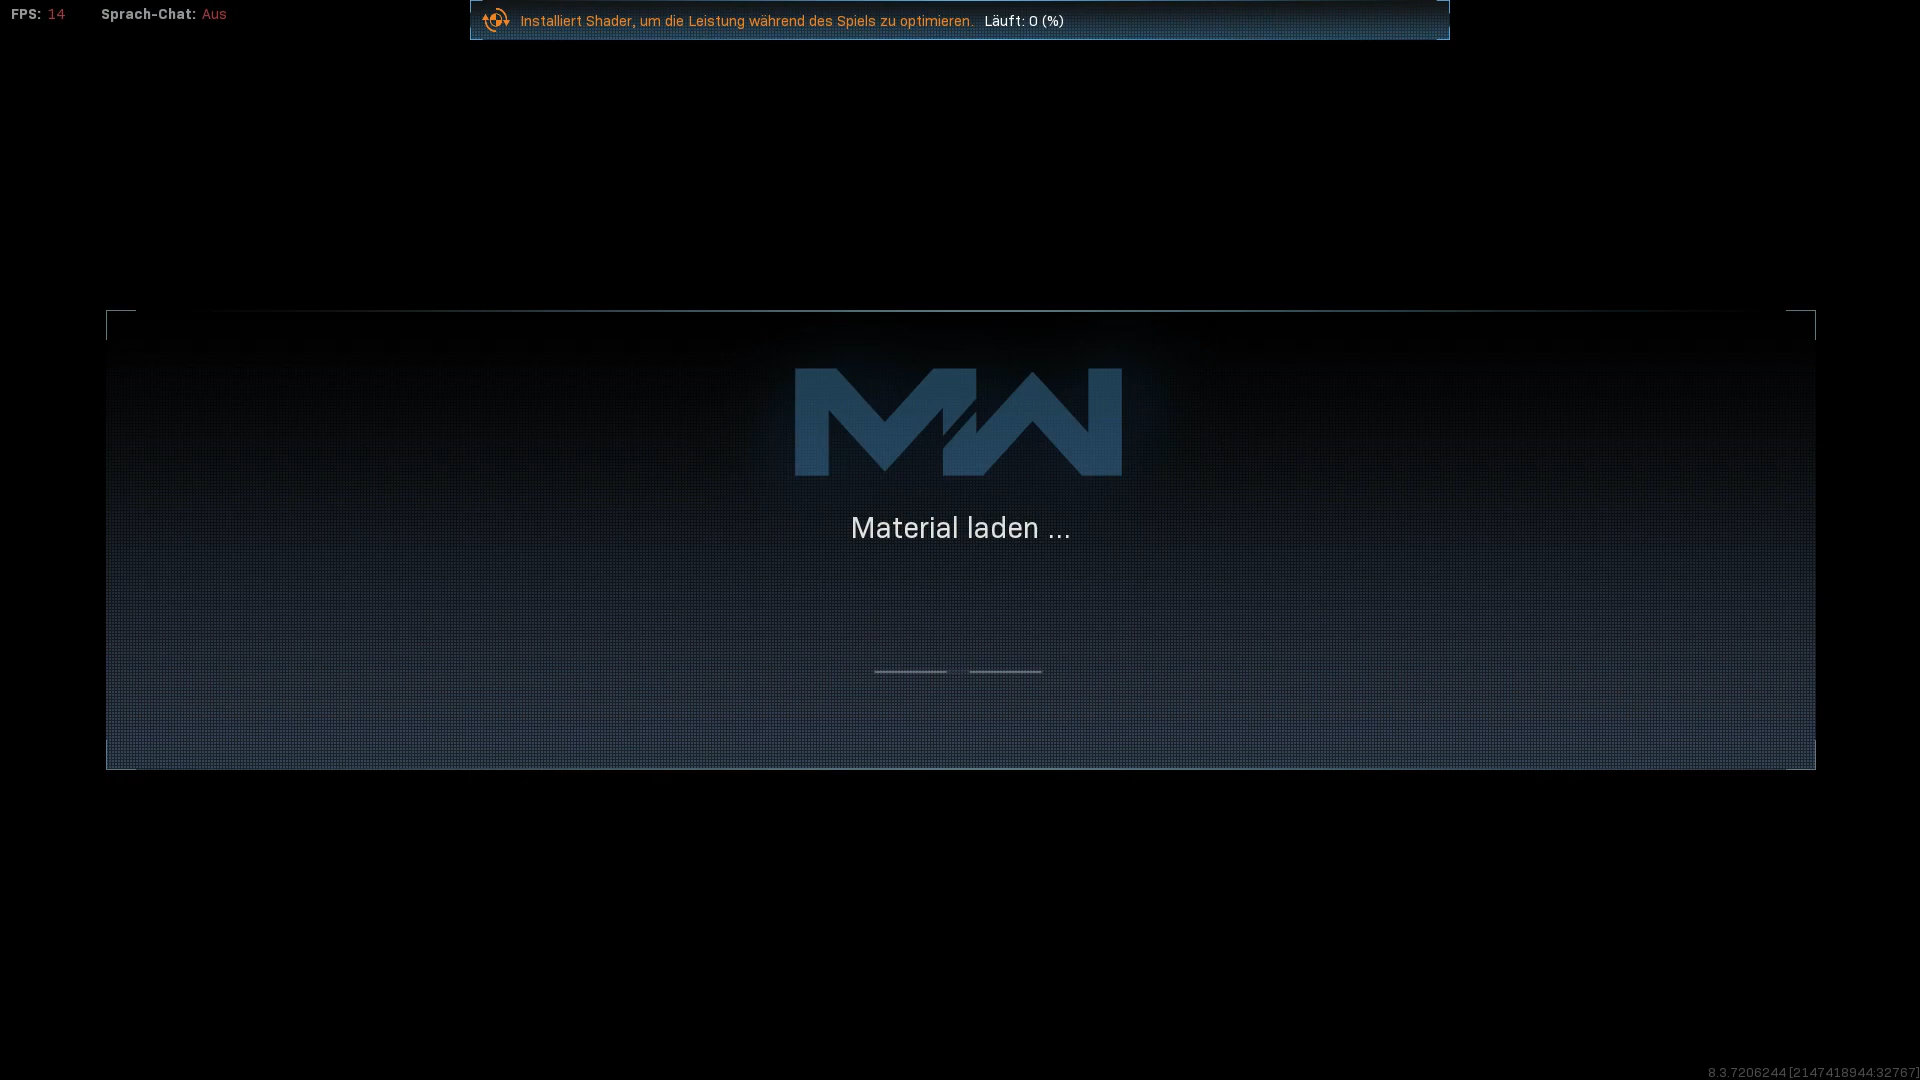 FPS: 14 Sprach-Chat: Aus
Installiert Shader, um die Leistung während des Spiels zu optimieren. Läuft: 0 (%)
MW
Material laden ...
8.3.7206244 [2147418944:32767]